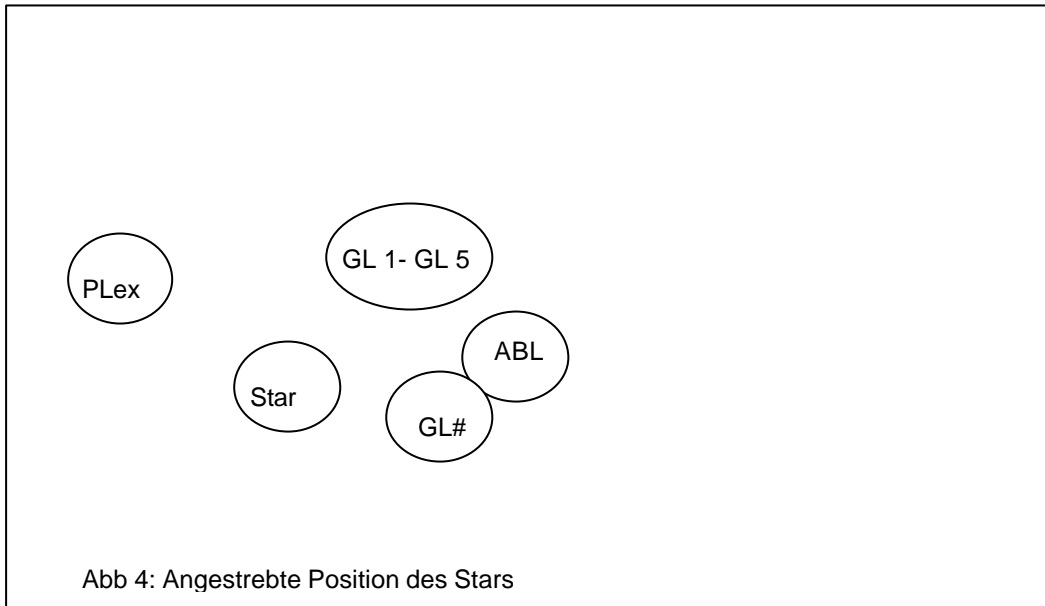 GL 1- GL 5
PLex
ABL
Star
GL#
Abb 4: Angestrebte Position des Stars